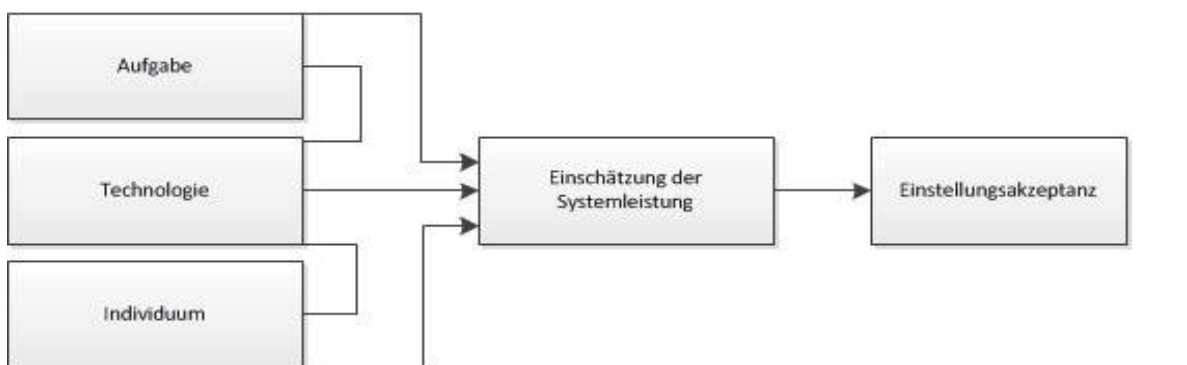 Aufgabe
Technologie
Einschätzung der
Systemleistung
Einstellungsakzeptanz
Individuum